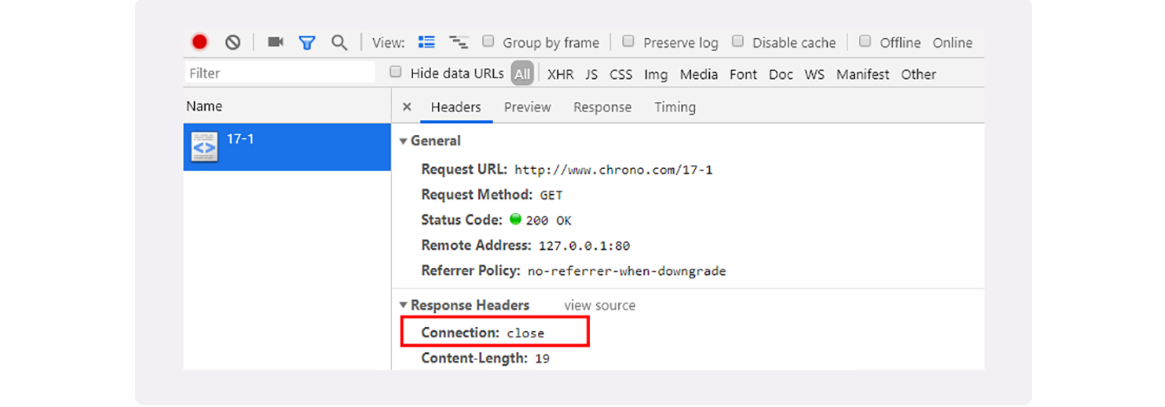 View: Group by frame Preserve log Disable cache Offline Online
Filter Hide data URLs All XHR JS CSS Img Media Font Doc WS Manifest Other
Name × Headers Preview Response Timing
17-1
General
Request URL: http://www.chrono.com/17-1
Request Method: GET
Status Code: 200 OK
Remote Address: 127.0.0.1:80
Referrer Policy: no-referrer-when-downgrade
Response Headers view source
Connection: close
Content-Length: 19